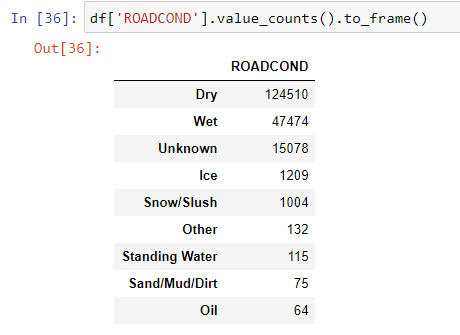 In [36]: df['ROADCOND'].value_counts().to_frame()
Out[36]:
ROADCOND
Dry 124510
Wet 47474
Unknown 15078
Ice 1209
Snow/Slush 1004
Other 132
Standing Water 115
Sand/Mud/Dirt 75
Oil 64